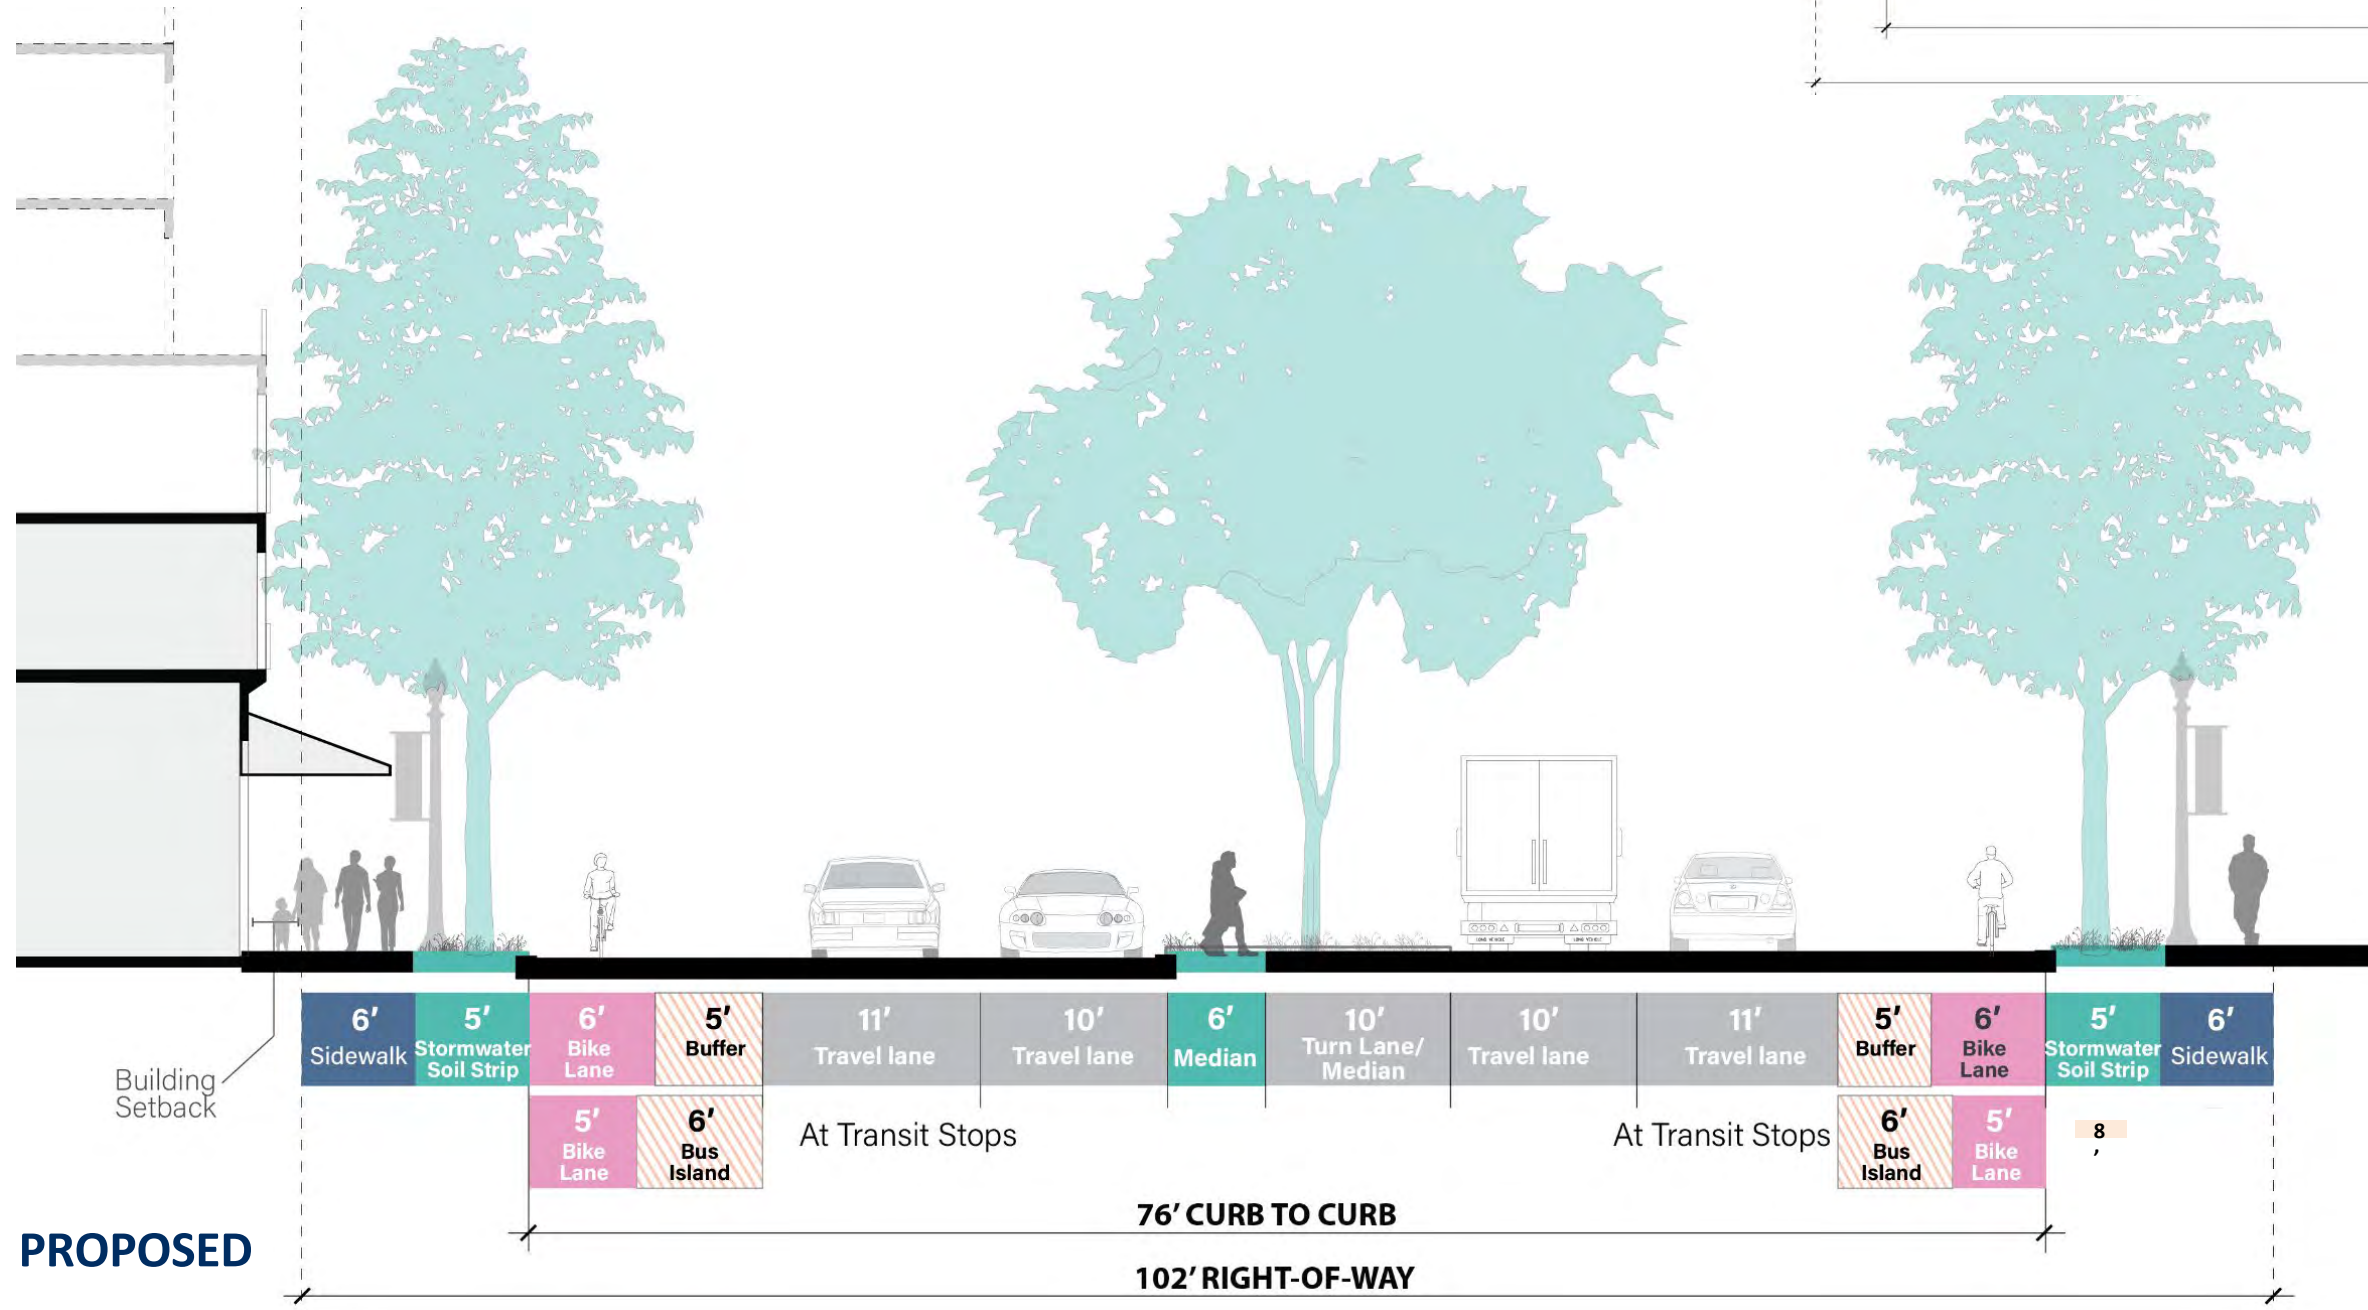 6′
Sidewalk
5′
Stormwater
Soil Strip
6′
Bike
Lane
5′
Buffer
11′
Travel lane
10′
Travel lane
6′
Median
10′
Turn Lane/
Median
10′
Travel lane
11′
Travel lane
5′
Buffer
6′
Bike
Lane
5′
Stormwater
Soil Strip
6′
Sidewalk
Building
Setback
5′
Bike
Lane
6′
Bus
Island
At Transit Stops
At Transit Stops
6′
Bus
Island
5′
Bike
Lane
8
′
76′ CURB TO CURB
PROPOSED
102′ RIGHT-OF-WAY